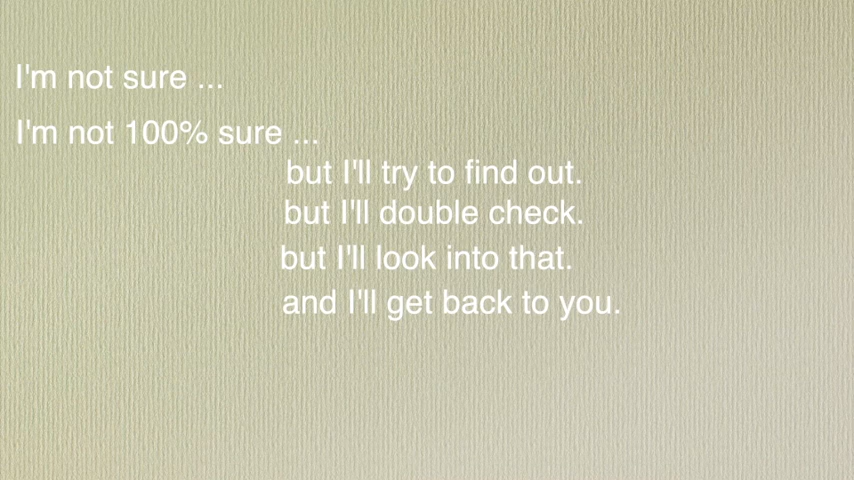 I'm not sure ...
I'm not 100% sure ...
but I'll try to find out.
but I'll double check.
but I'll look into that.
and I'll get back to you.